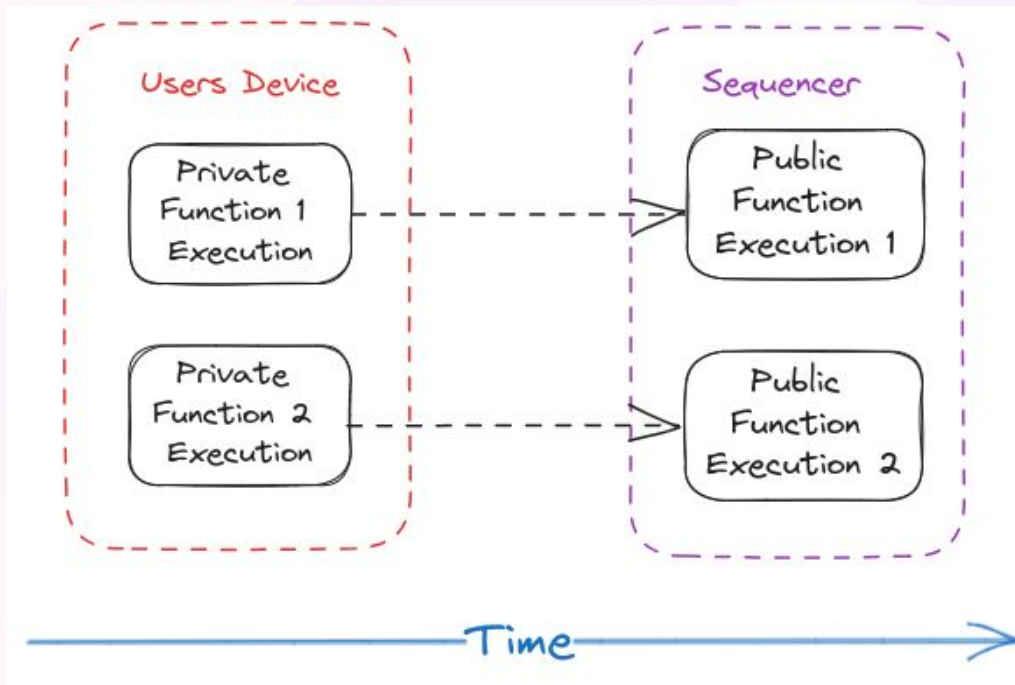 Users Device
Private
Function 1
Execution
Private
Function 2
Execution
Sequencer
Public
Function
Execution 1
Public
Function
Execution 2
Time